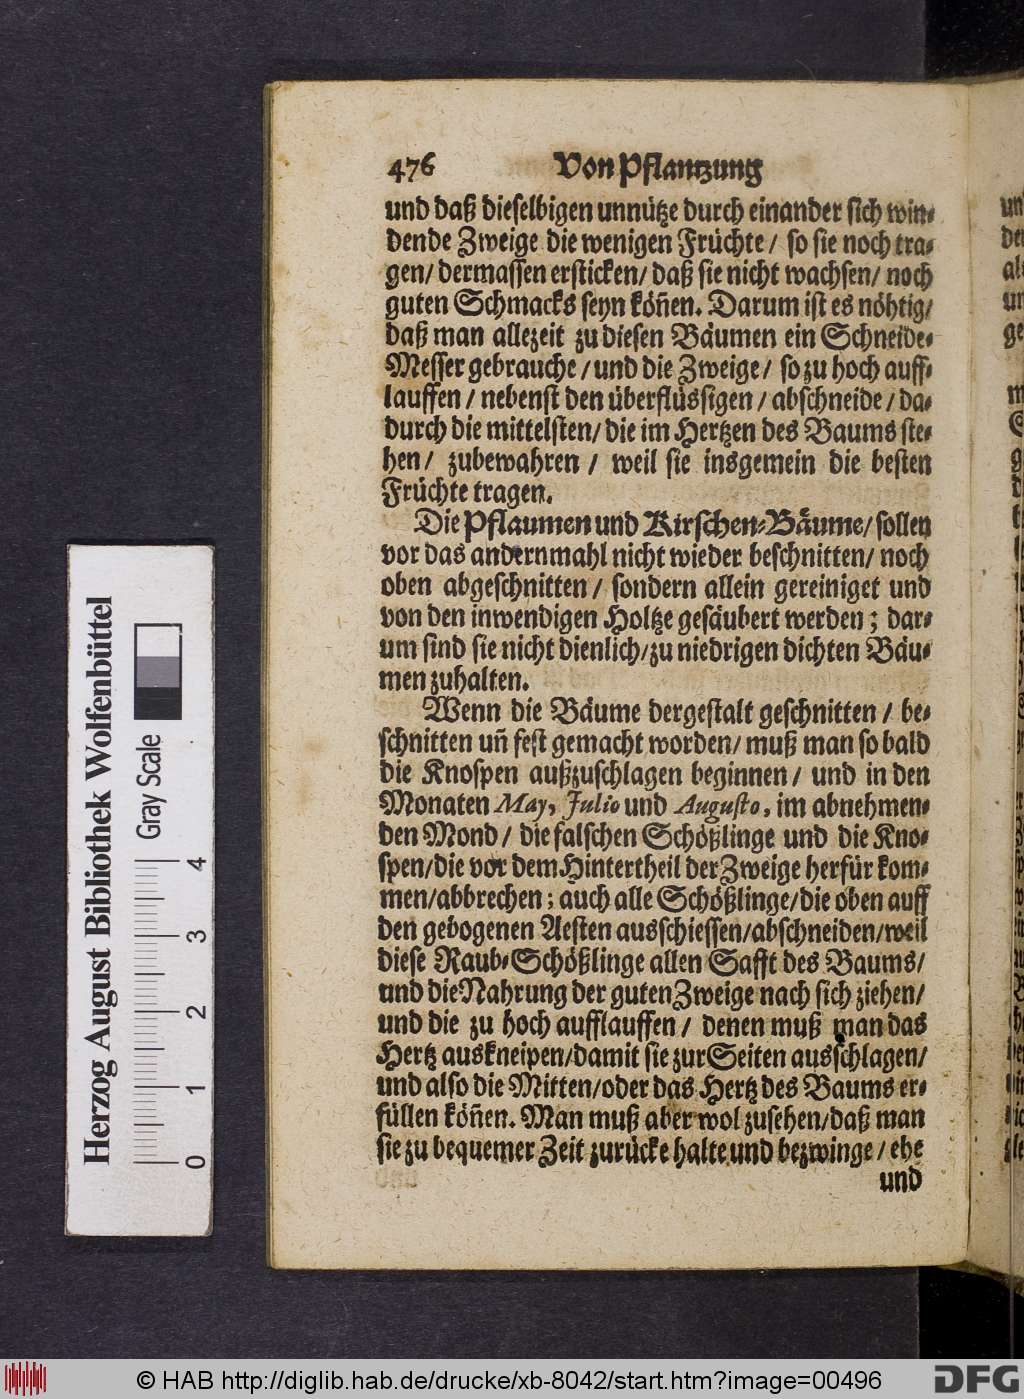 476 Von Pflantzung
und daß dieselbigen unnütze durch einander sich win-
dende Zweige die wenigen Früchte / so sie noch tra-
gen/ dermassen ersticken/ daß sie nicht wachsen/ noch
guten Schmacks seyn köñen. Darum ist es nöhtig/
daß man allezeit zu diesen Bäumen ein Schneide-
Messer gebrauche / und die Zweige / so zu hoch auff-
lauffen / nebenst den überflüssigen / abschneide / da-
durch die mittelsten/ die im Hertzen des Baums ste-
hen/ zubewahren / weil sie insgemein die besten
Früchte tragen.
Die Pflaumen und Kirschen-Bäume/ sollen
vor das andernmahl nicht wieder beschnitten/ noch
oben abgeschnitten / sondern allein gereiniget und
von den inwendigen Holtze gesäubert werden ; dar-
um sind sie nicht dienlich/zu niedrigen dichten Bäu-
men zuhalten.
Wenn die Bäume dergestalt geschnitten / be-
schnitten uñ fest gemacht worden/ muß man so bald
die Knospen außzuschlagen beginnen / und in den
Monaten May, Julio und Augusto, im abnehmen-
den Mond / die falschen Schößlinge und die Kno-
spen/die vor dem Hintertheil der Zweige herfür kom-
men/abbrechen ; auch alle Schößlinge/die oben auff
den gebogenen Aesten ausschiessen/abschneiden/weil
diese Raub-Schößlinge allen Safft des Baums/
und die Nahrung der guten Zweige nach sich ziehen/
und die zu hoch aufflauffen / denen muß man das
Hertz auskneipen/damit sie zur Seiten ausschlagen/
und also die Mitten/oder das Hertz des Baums er-
füllen köñen. Man muß aber wol zusehen/daß man
sie zu bequemer Zeit zurücke halte und bezwinge / ehe
und
Herzog August Bibliothek Wolfenbüttel
Gray Scale
0 1 2 3 4
© HAB http://diglib.hab.de/drucke/xb-8042/start.htm?image=00496
DFG